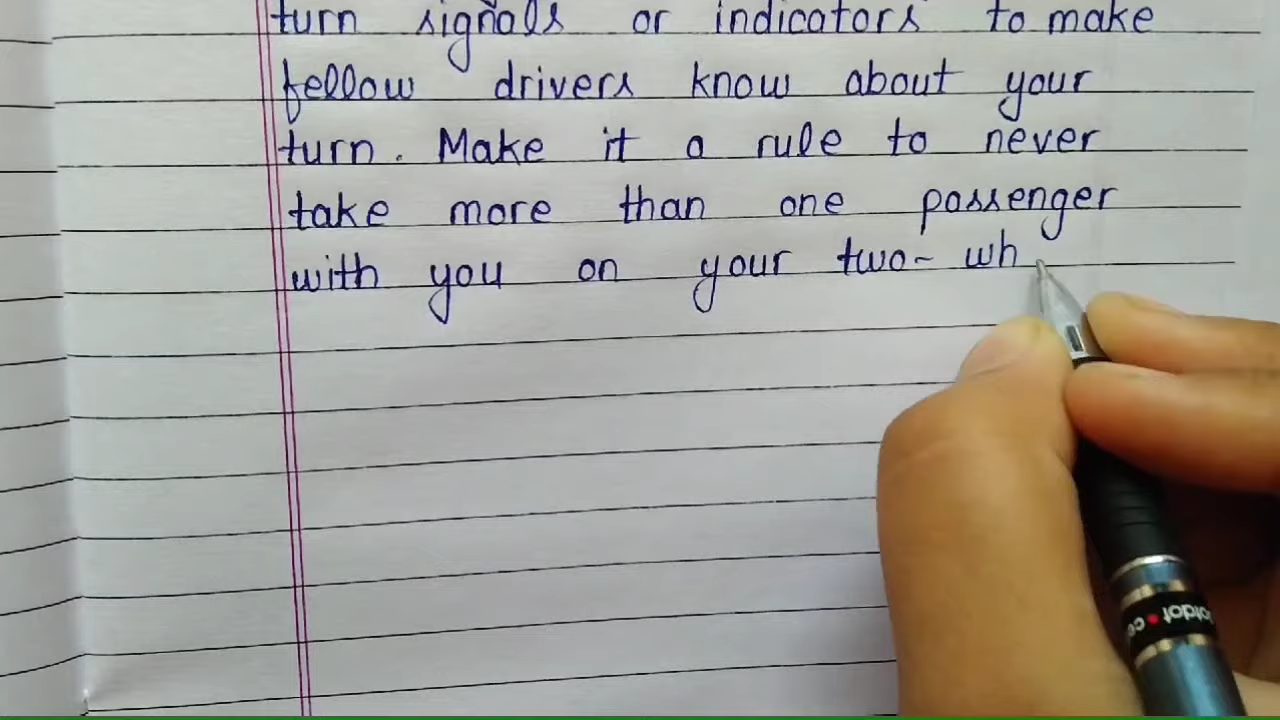 turn signals or indicators to make
fellow drivers know about your
turn. Make it a rule to never
take more than one passenger
with you on your two- wh